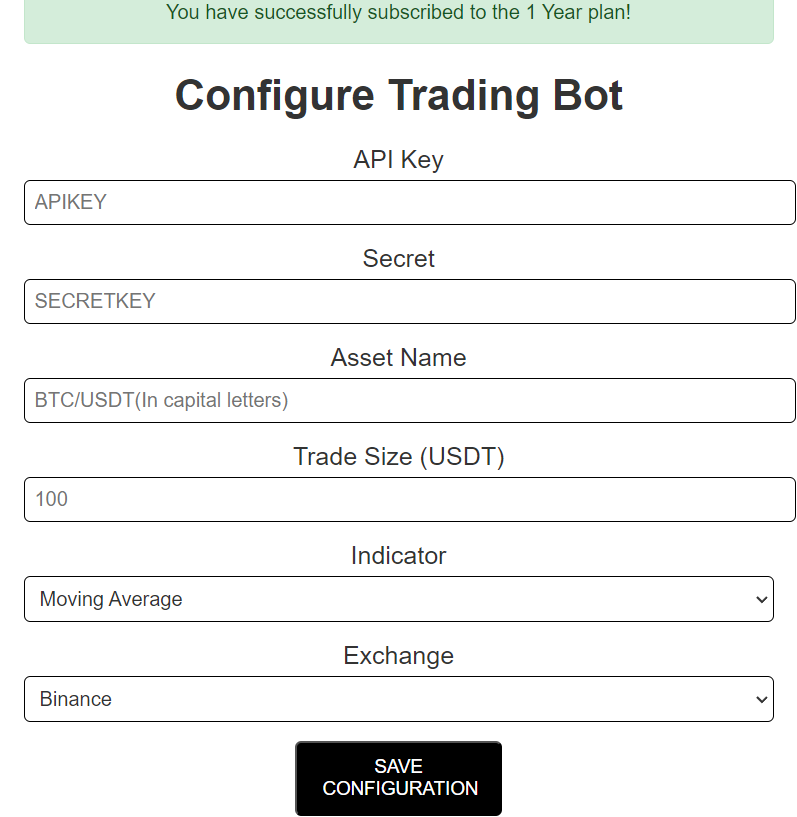 You have successfully subscribed to the 1 Year plan!
Configure Trading Bot
API Key
APIKEY
Secret
SECRETKEY
Asset Name
BTC/USDT(In capital letters)
Trade Size (USDT)
100
Indicator
Moving Average
Exchange
Binance
SAVE
CONFIGURATION